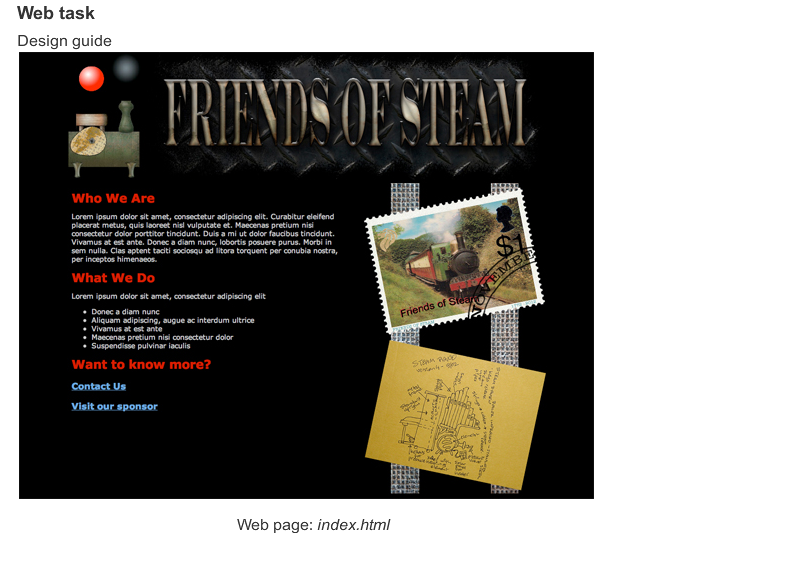 Web task
Design guide
FRIENDS OF STEAM
Who We Are
Lorem ipsum dolor sit amet, consectetur adipiscing elit. Curabitur eleifend
placerat metus, quis laoreet nisi vulputate et. Maecenas pretium nisi
consectetur dolor porttitor tincidunt. Duis a mi ut dolor faucibus tincidunt.
Vivamus at est ante. Donec a diam nunc, lobortis posuere purus. Morbi in
sem nulla. Clas aptent taciti sociosqu ad litora torquent per conubia nostra,
per inceptos himenaeos.
What We Do
Lorem ipsum dolor sit amet, consectetur adipiscing elit
• Donec a diam nunc
• Aliquam adipiscing, augue ac interdum ultrice
• Vivamus at est ante
• Maecenas pretium nisi consectetur dolor
• Suspendisse pulvinar iaculis
Want to know more?
Contact Us
Visit our sponsor
$1
Friends of Steam
Web page: index.html